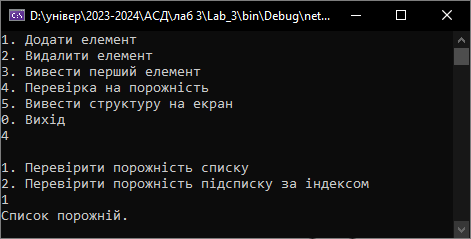 D:\універ\2023-2024\АСД\лаб 3\Lab_3\bin\Debug\net...
1. Додати елемент
2. Видалити елемент
3. Вивести перший елемент
4. Перевірка на порожність
5. Вивести структуру на екран
0. Вихід
4
1. Перевірити порожність списку
2. Перевірити порожність підсписку за індексом
1
Список порожній.